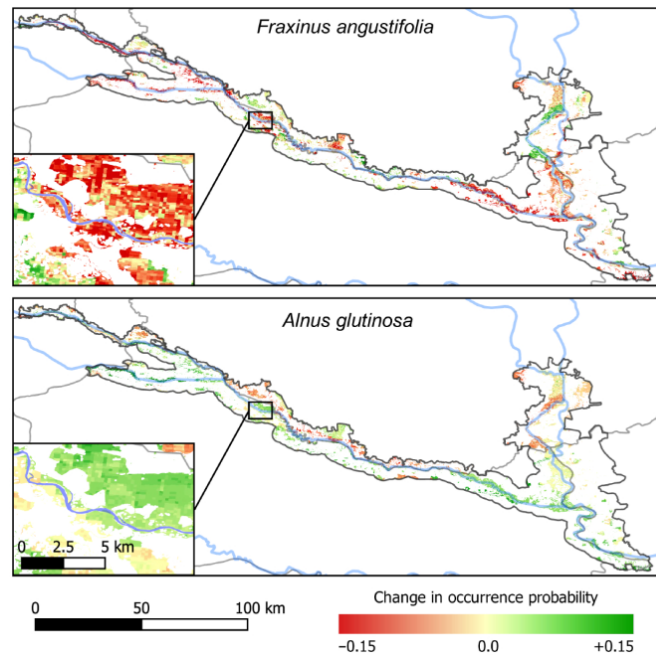 Fraxinus angustifolia
Alnus glutinosa
0 2.5 5 km
0 50 100 km
Change in occurrence probability
−0.15 0.0 +0.15